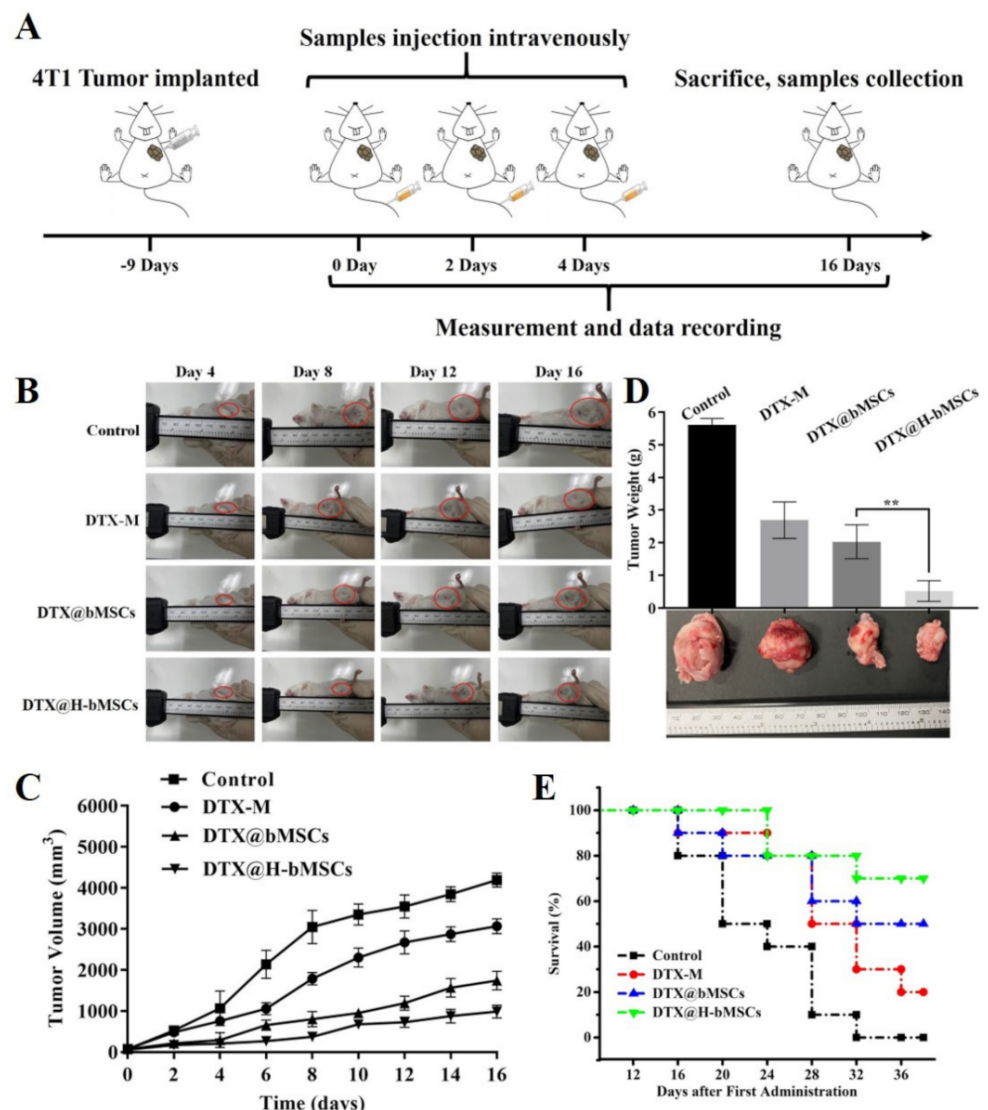 A
Samples injection intravenously
4T1 Tumor implanted
Sacrifice, samples collection
-9 Days
0 Day
2 Days
4 Days
16 Days
Measurement and data recording
B
Day 4
Day 8
Day 12
Day 16
Control
DTX-M
DTX@bMSCs
DTX@H-bMSCs
D
Control
DTX-M
DTX@bMSCs
DTX@H-bMSCs
Tumor Weight (g)
6
5
4
3
2
1
0
**
C
Control
DTX-M
DTX@bMSCs
DTX@H-bMSCs
Tumor Volume (mm³)
6000
5000
4000
3000
2000
1000
0
0 2 4 6 8 10 12 14 16
Time (days)
E
Survival (%)
100
80
60
40
20
0
Control
DTX-M
DTX@bMSCs
DTX@H-bMSCs
12 16 20 24 28 32 36
Days after First Administration